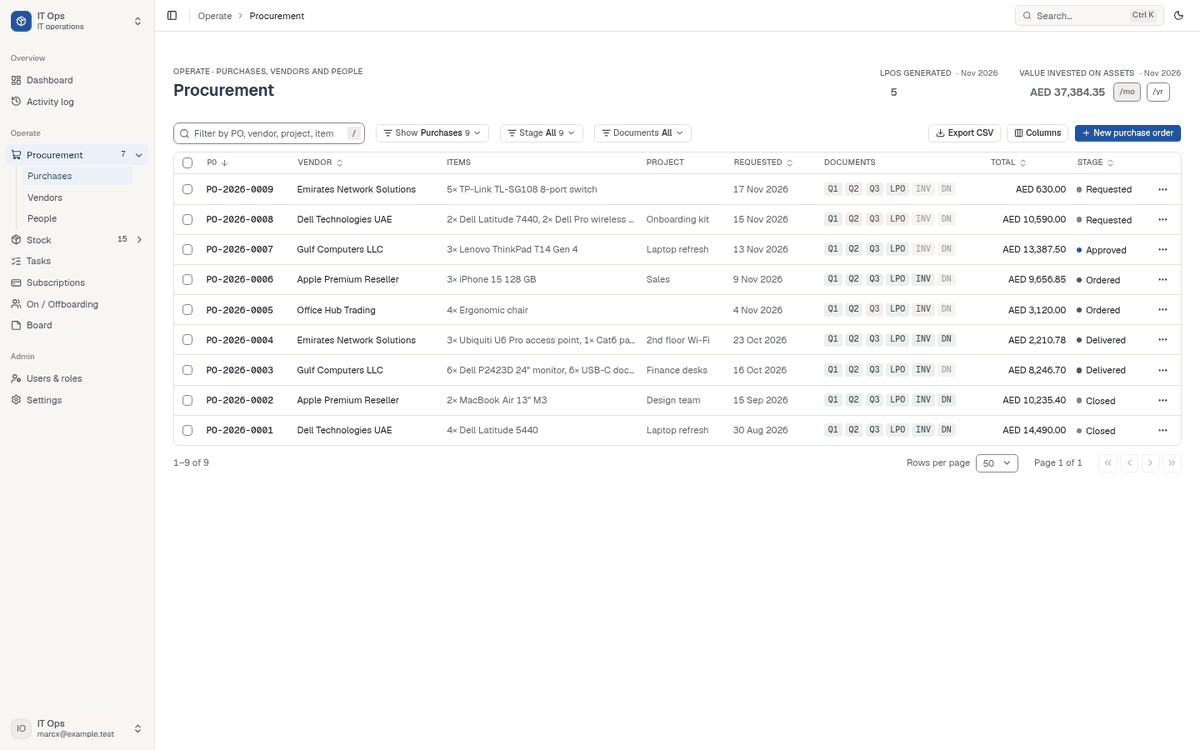 IT Ops
IT operations
Overview
Dashboard
Activity log
Operate
Procurement 7
Purchases
Vendors
People
Stock 15
Tasks
Subscriptions
On / Offboarding
Board
Admin
Users & roles
Settings
IO
IT Ops
marcx@example.test
Operate > Procurement
Search... Ctrl K
OPERATE · PURCHASES, VENDORS AND PEOPLE
Procurement
LPOS GENERATED · Nov 2026
5
VALUE INVESTED ON ASSETS · Nov 2026
AED 37,384.35 /mo /yr
Filter by PO, vendor, project, item /
Show Purchases 9
Stage All 9
Documents All
Export CSV
Columns
+ New purchase order
PO VENDOR ITEMS PROJECT REQUESTED DOCUMENTS TOTAL STAGE
PO-2026-0009 Emirates Network Solutions 5× TP-Link TL-SG108 8-port switch 17 Nov 2026 Q1 Q2 Q3 LPO INV DN AED 630.00 Requested
PO-2026-0008 Dell Technologies UAE 2× Dell Latitude 7440, 2× Dell Pro wireless ... Onboarding kit 15 Nov 2026 Q1 Q2 Q3 LPO INV DN AED 10,590.00 Requested
PO-2026-0007 Gulf Computers LLC 3× Lenovo ThinkPad T14 Gen 4 Laptop refresh 13 Nov 2026 Q1 Q2 Q3 LPO INV DN AED 13,387.50 Approved
PO-2026-0006 Apple Premium Reseller 3× iPhone 15 128 GB Sales 9 Nov 2026 Q1 Q2 Q3 LPO INV DN AED 9,656.85 Ordered
PO-2026-0005 Office Hub Trading 4× Ergonomic chair 4 Nov 2026 Q1 Q2 Q3 LPO INV DN AED 3,120.00 Ordered
PO-2026-0004 Emirates Network Solutions 3× Ubiquiti U6 Pro access point, 1× Cat6 pa... 2nd floor Wi-Fi 23 Oct 2026 Q1 Q2 Q3 LPO INV DN AED 2,210.78 Delivered
PO-2026-0003 Gulf Computers LLC 6× Dell P2423D 24" monitor, 6× USB-C doc... Finance desks 16 Oct 2026 Q1 Q2 Q3 LPO INV DN AED 8,246.70 Delivered
PO-2026-0002 Apple Premium Reseller 2× MacBook Air 13" M3 Design team 15 Sep 2026 Q1 Q2 Q3 LPO INV DN AED 10,235.40 Closed
PO-2026-0001 Dell Technologies UAE 4× Dell Latitude 5440 Laptop refresh 30 Aug 2026 Q1 Q2 Q3 LPO INV DN AED 14,490.00 Closed
1–9 of 9
Rows per page 50 Page 1 of 1